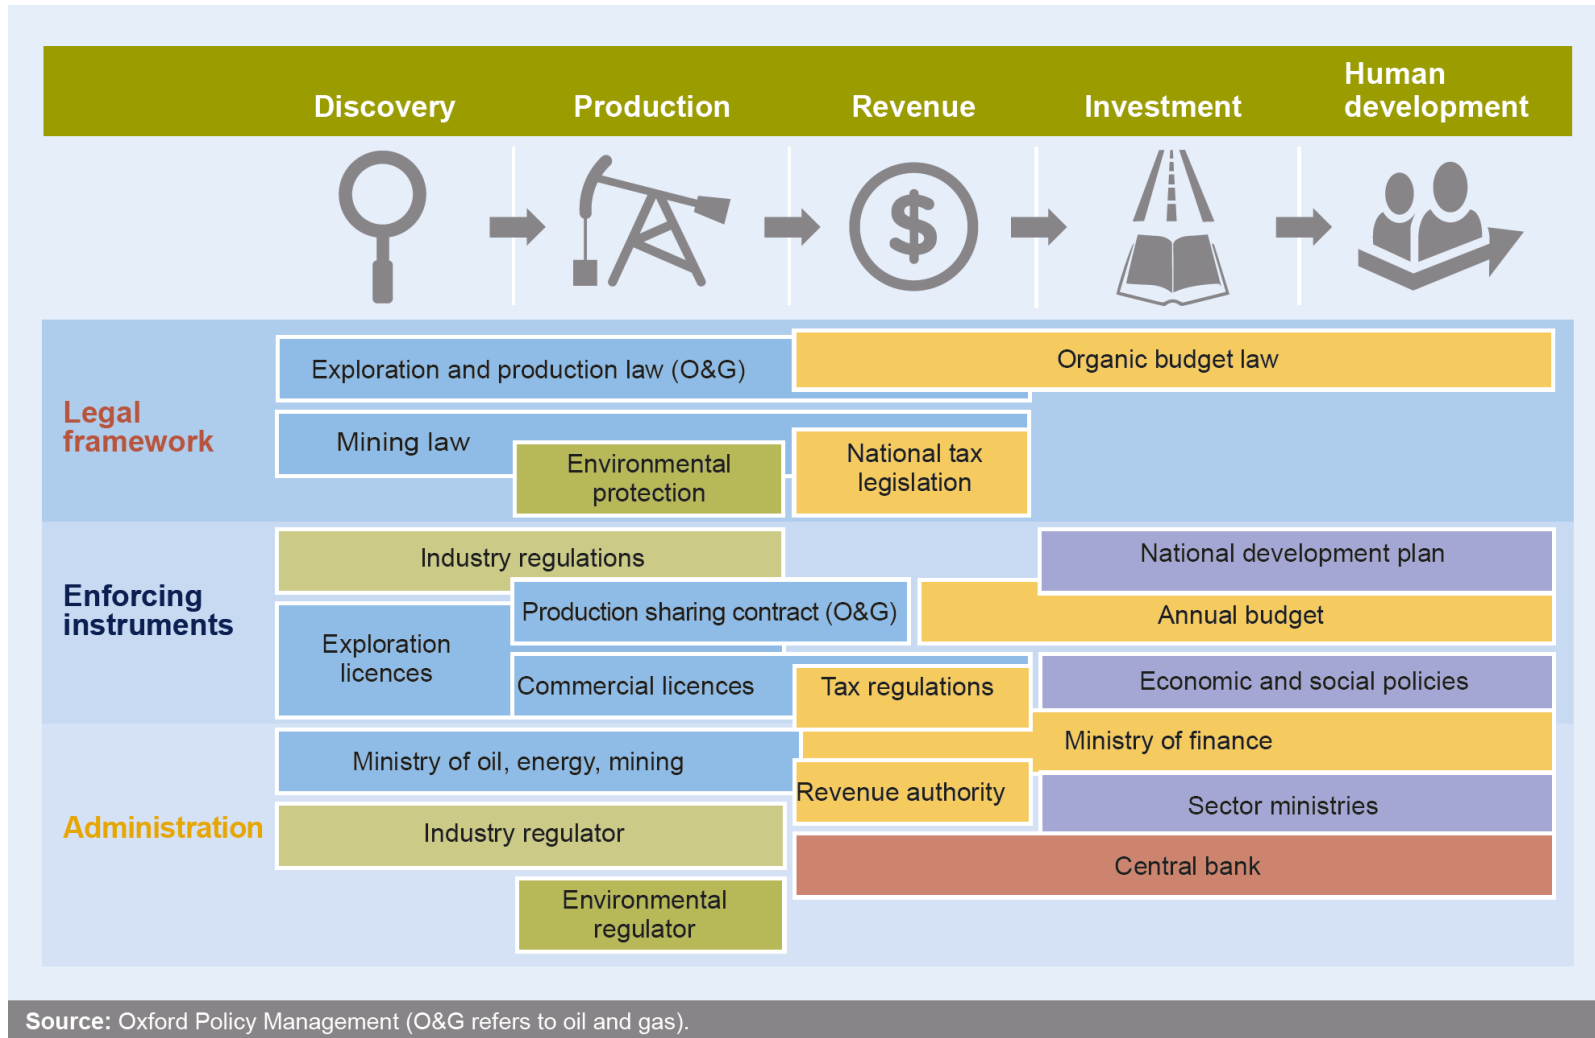 Discovery
Production
Revenue
Investment
Human
development
$
Legal
framework
Exploration and production law (O&G)
Organic budget law
Mining law
Environmental
protection
National tax
legislation
Enforcing
instruments
Industry regulations
National development plan
Production sharing contract (O&G)
Annual budget
Exploration
licences
Commercial licences
Tax regulations
Economic and social policies
Administration
Ministry of oil, energy, mining
Ministry of finance
Revenue authority
Sector ministries
Industry regulator
Central bank
Environmental
regulator
Source: Oxford Policy Management (O&G refers to oil and gas).